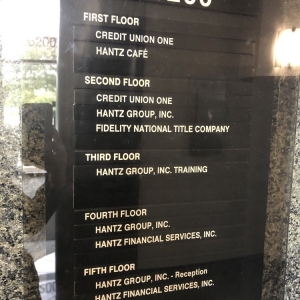 FIRST FLOOR
CREDIT UNION ONE
HANTZ CAFÉ
SECOND FLOOR
CREDIT UNION ONE
HANTZ GROUP, INC.
FIDELITY NATIONAL TITLE COMPANY
THIRD FLOOR
HANTZ GROUP, INC. TRAINING
FOURTH FLOOR
HANTZ GROUP, INC.
HANTZ FINANCIAL SERVICES, INC.
FIFTH FLOOR
HANTZ GROUP, INC. - Reception
HANTZ FINANCIAL SERVICES, INC.